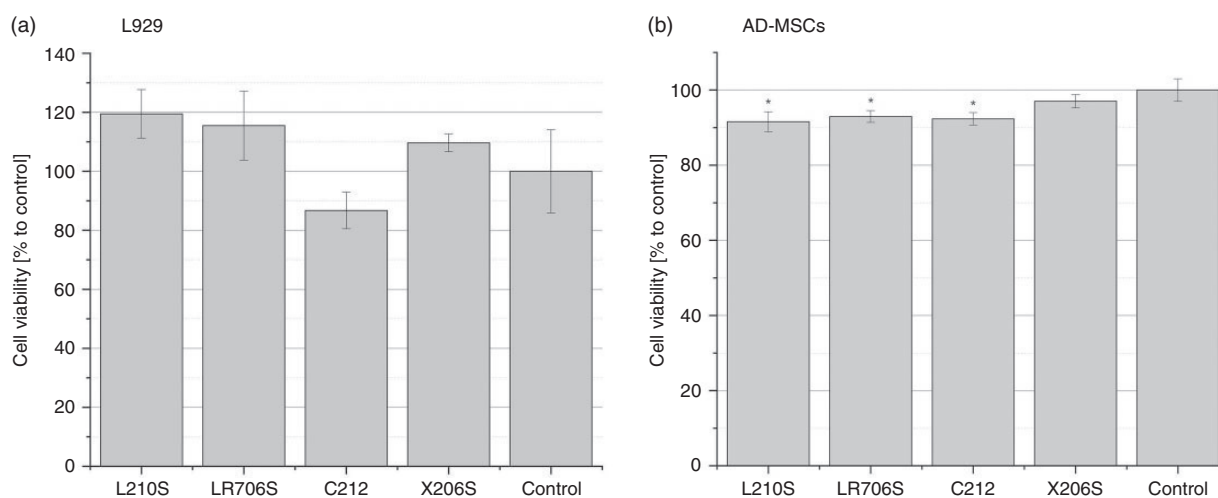 (a) L929
Cell viability [% to control]
140
120
100
80
60
40
20
0
L210S LR706S C212 X206S Control
(b) AD-MSCs
Cell viability [% to control]
100
80
60
40
20
0
* * *
L210S LR706S C212 X206S Control